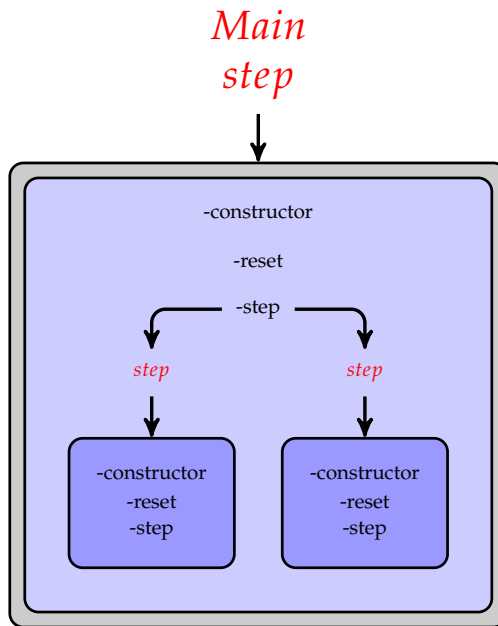 Main
step
-constructor
-reset
-step
step step
-constructor -constructor
-reset -reset
-step -step